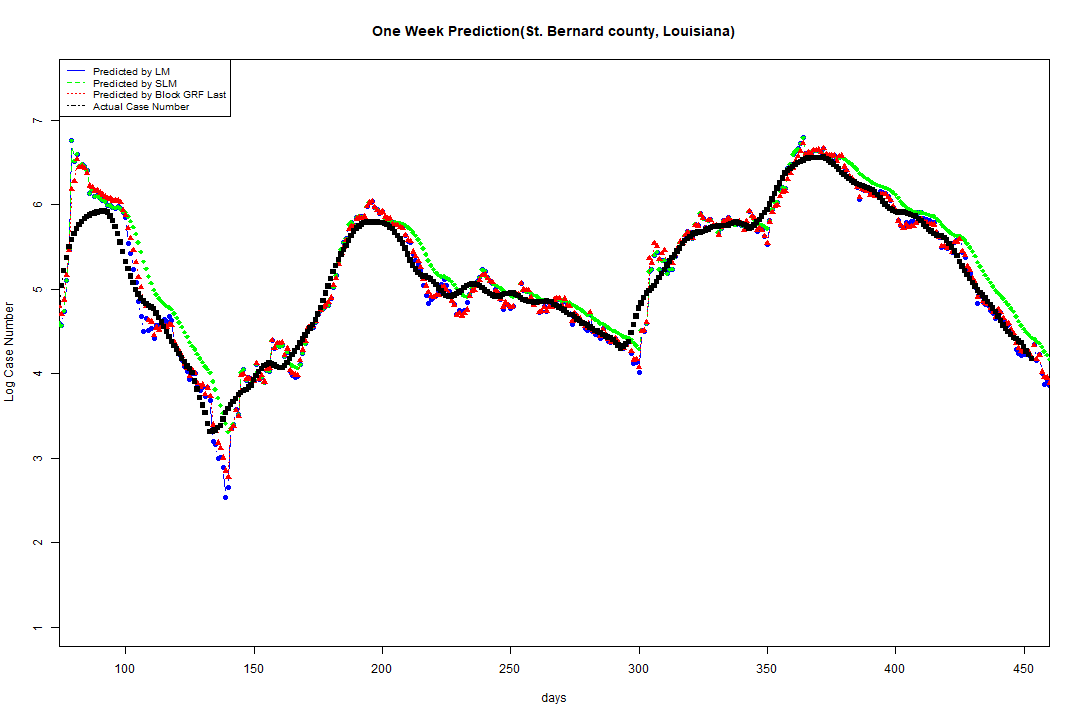 One Week Prediction(St. Bernard county, Louisiana)
Predicted by LM
Predicted by SLM
Predicted by Block GRF Last
Actual Case Number
Log Case Number
7
6
5
4
3
2
1
100 150 200 250 300 350 400 450
days